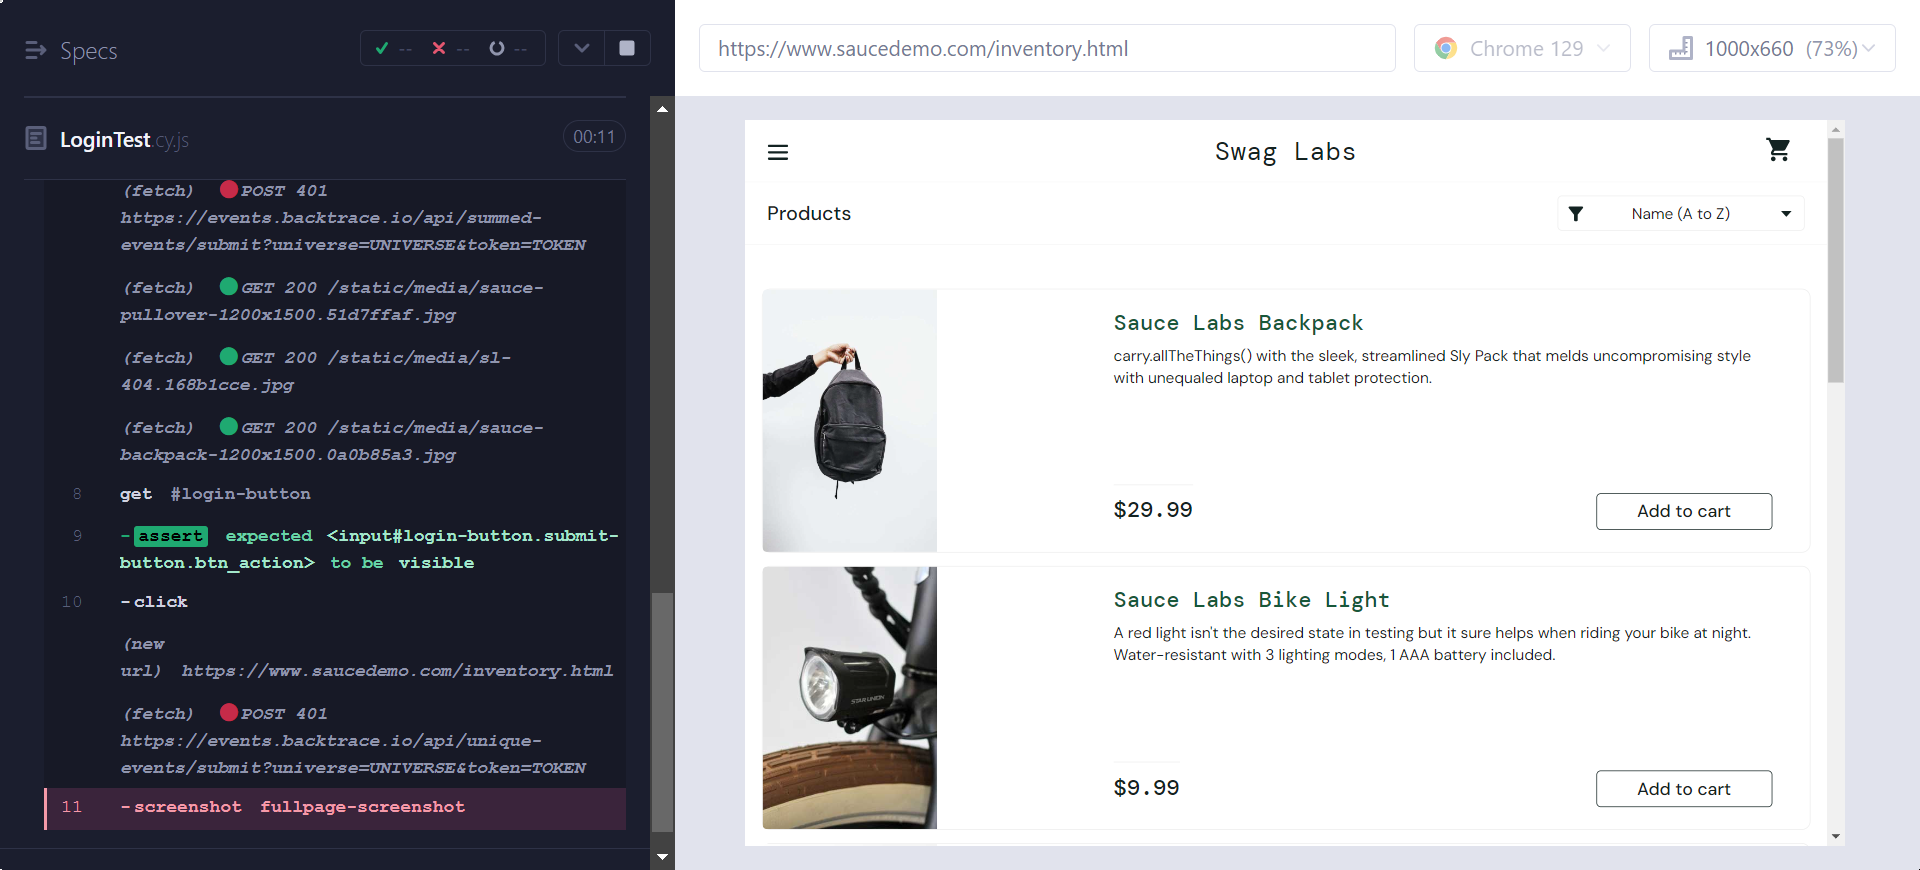 Specs
-- -- --
LoginTest.cy.js
00:11
(fetch) POST 401
https://events.backtrace.io/api/summed-
events/submit?universe=UNIVERSE&token=TOKEN
(fetch) GET 200 /static/media/sauce-
pullover-1200x1500.51d7ffaf.jpg
(fetch) GET 200 /static/media/sl-
404.168b1cce.jpg
(fetch) GET 200 /static/media/sauce-
backpack-1200x1500.0a0b85a3.jpg
8 get #login-button
9 -assert expected <input#login-button.submit-
button.btn_action> to be visible
10 -click
(new
url) https://www.saucedemo.com/inventory.html
(fetch) POST 401
https://events.backtrace.io/api/unique-
events/submit?universe=UNIVERSE&token=TOKEN
11 -screenshot fullpage-screenshot
https://www.saucedemo.com/inventory.html
Chrome 129
1000x660 (73%)
Swag Labs
Products
Name (A to Z)
Sauce Labs Backpack
carry.allTheThings() with the sleek, streamlined Sly Pack that melds uncompromising style
with unequaled laptop and tablet protection.
$29.99
Add to cart
STAR UNION
Sauce Labs Bike Light
A red light isn't the desired state in testing but it sure helps when riding your bike at night.
Water-resistant with 3 lighting modes, 1 AAA battery included.
$9.99
Add to cart